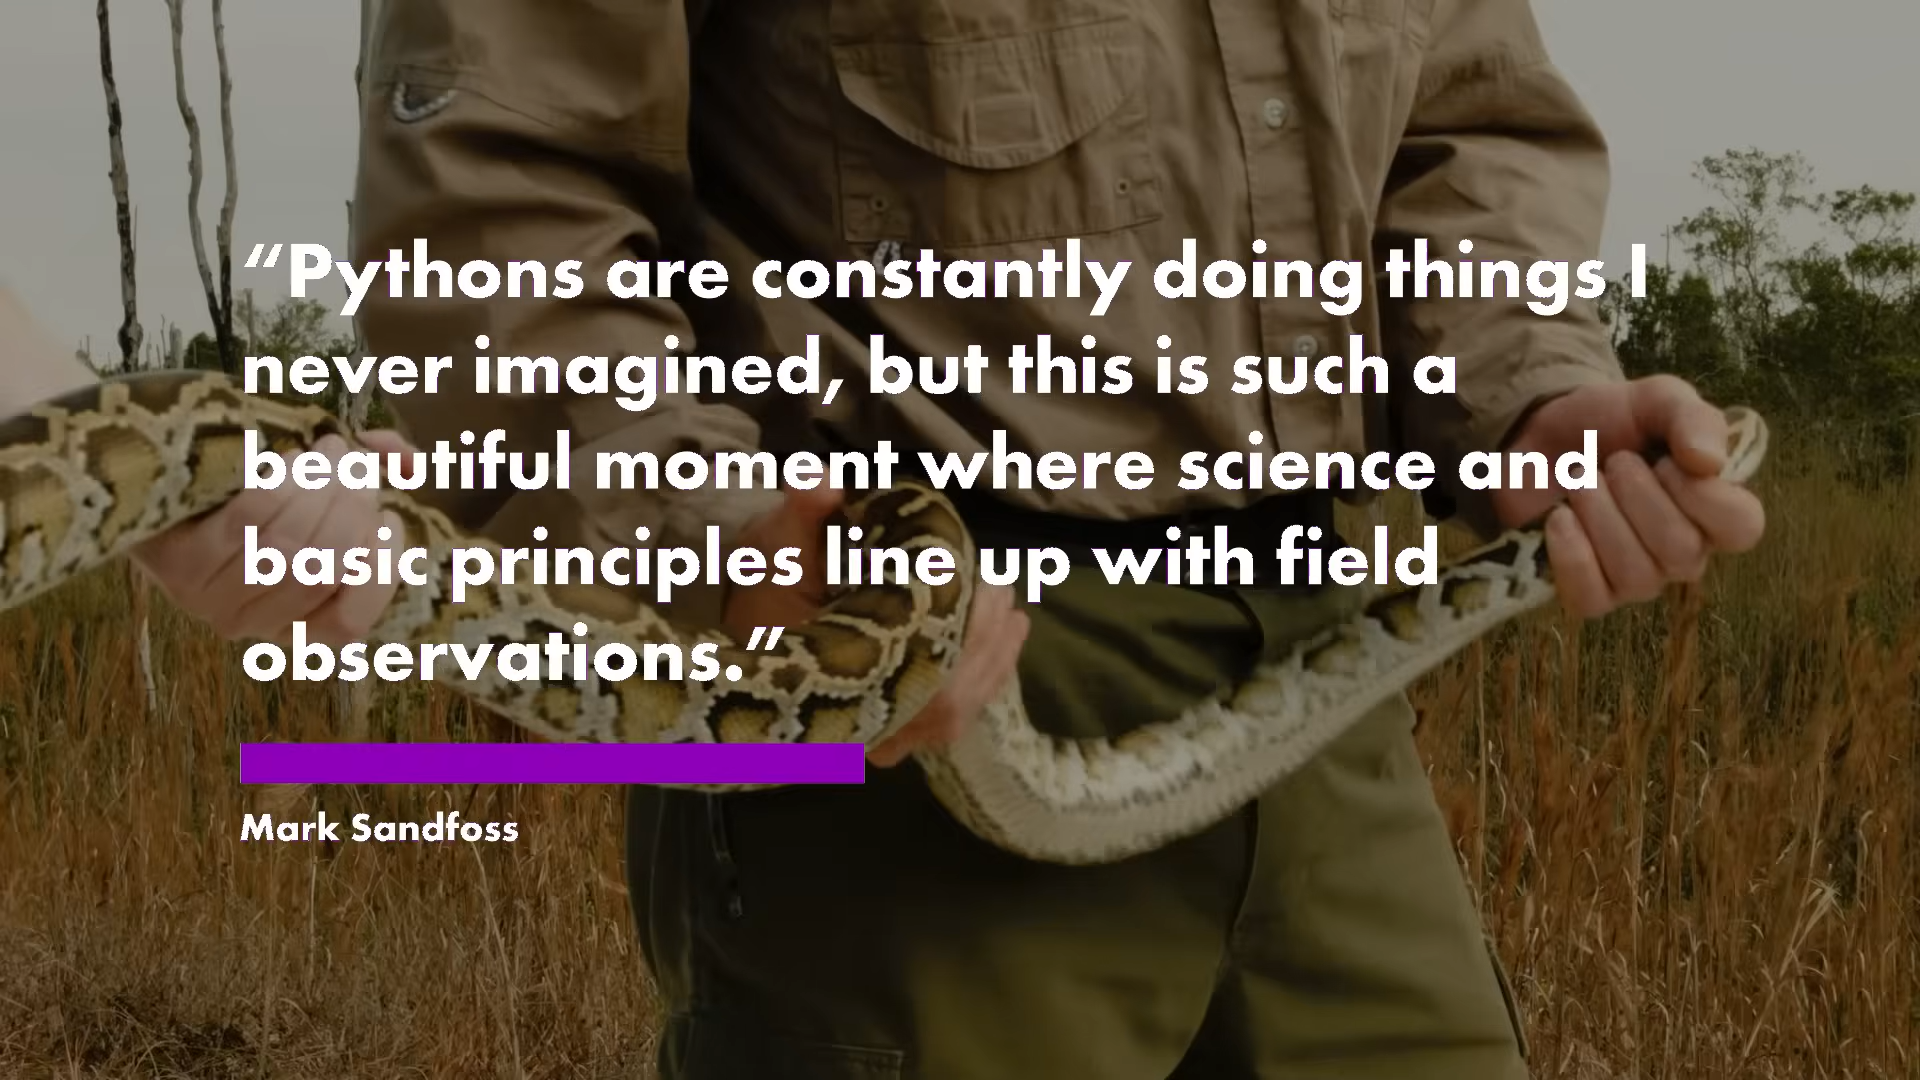 “Pythons are constantly doing things I
never imagined, but this is such a
beautiful moment where science and
basic principles line up with field
observations.”
Mark Sandfoss